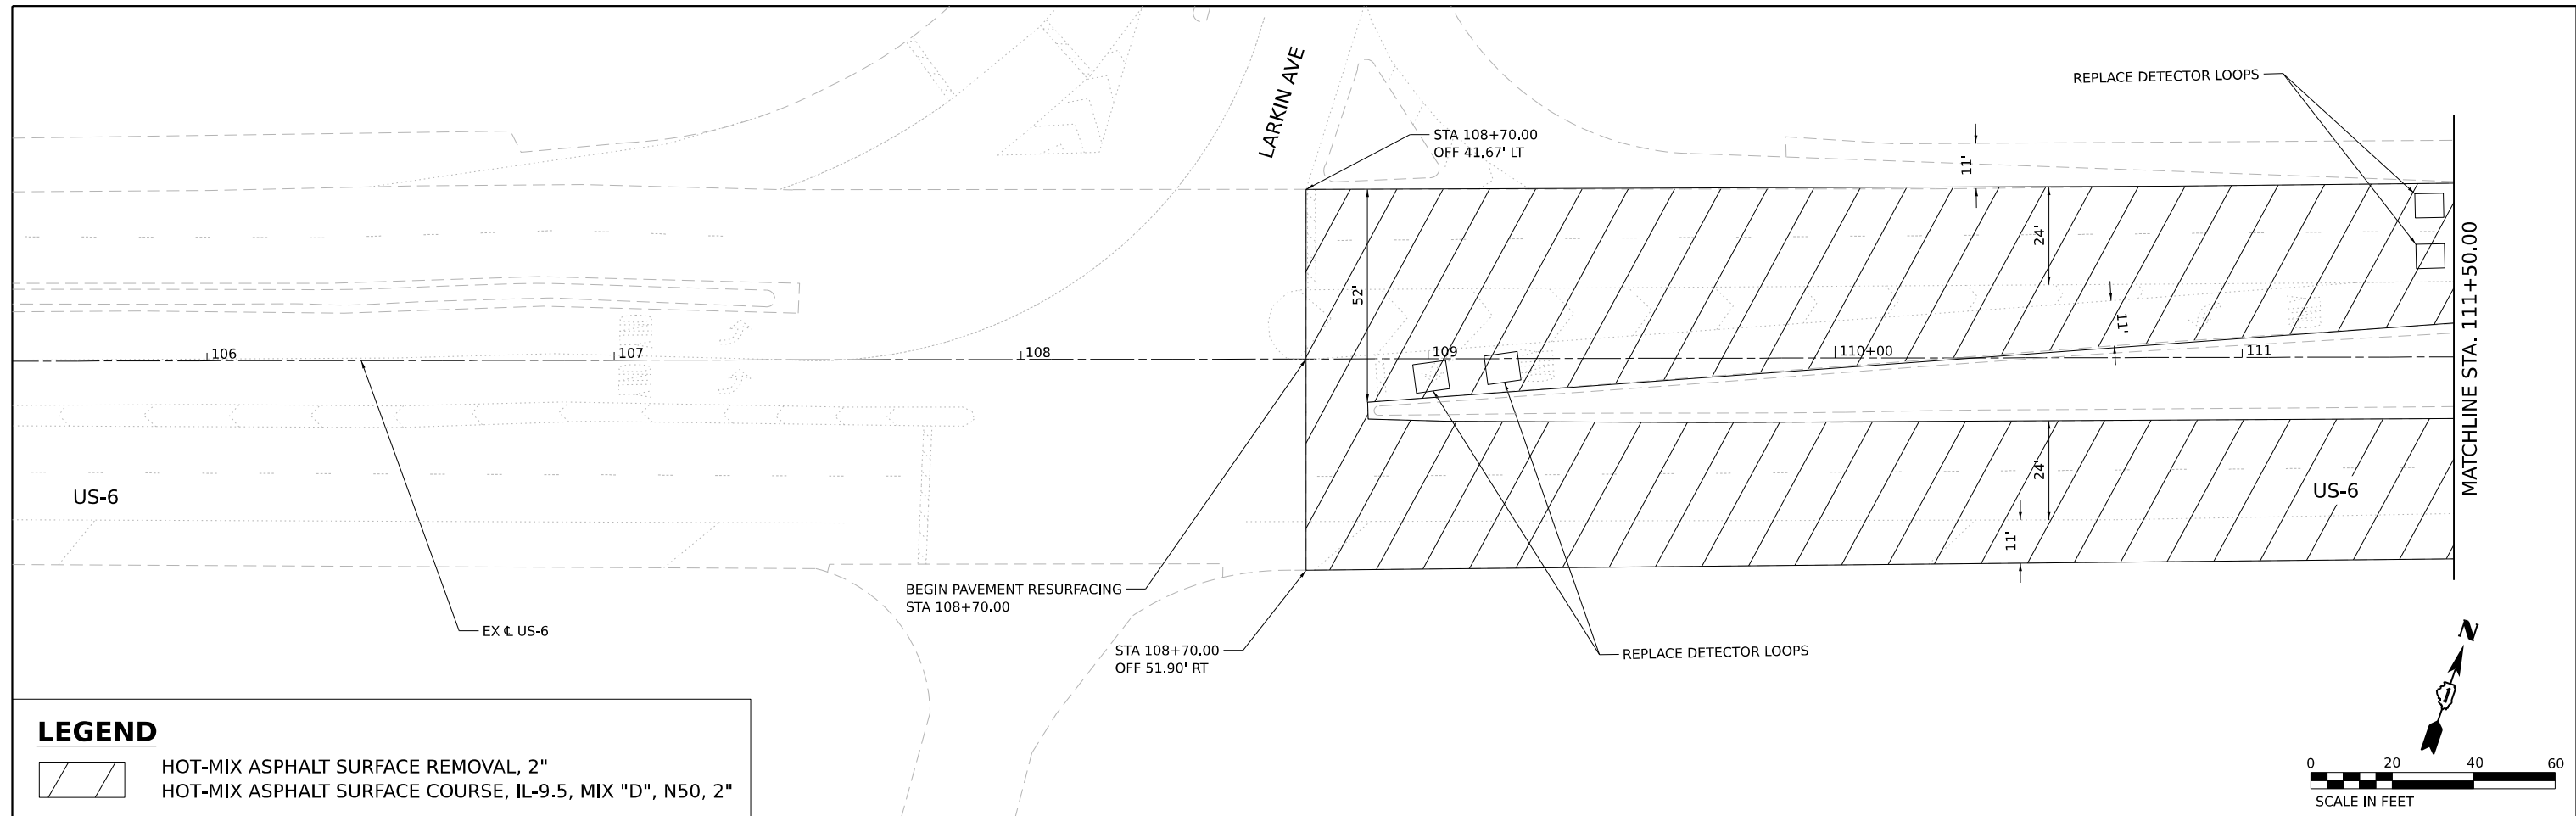 REPLACE DETECTOR LOOPS
LARKIN AVE
STA 108+70.00
OFF 41.67' LT
11'
24'
52'
11'
MATCHLINE STA. 111+50.00
106
107
108
109
110+00
111
24'
11'
US-6
US-6
BEGIN PAVEMENT RESURFACING
STA 108+70.00
EX ℄ US-6
STA 108+70.00
OFF 51.90' RT
REPLACE DETECTOR LOOPS
N
1
LEGEND
HOT-MIX ASPHALT SURFACE REMOVAL, 2"
HOT-MIX ASPHALT SURFACE COURSE, IL-9.5, MIX "D", N50, 2"
0 20 40 60
SCALE IN FEET